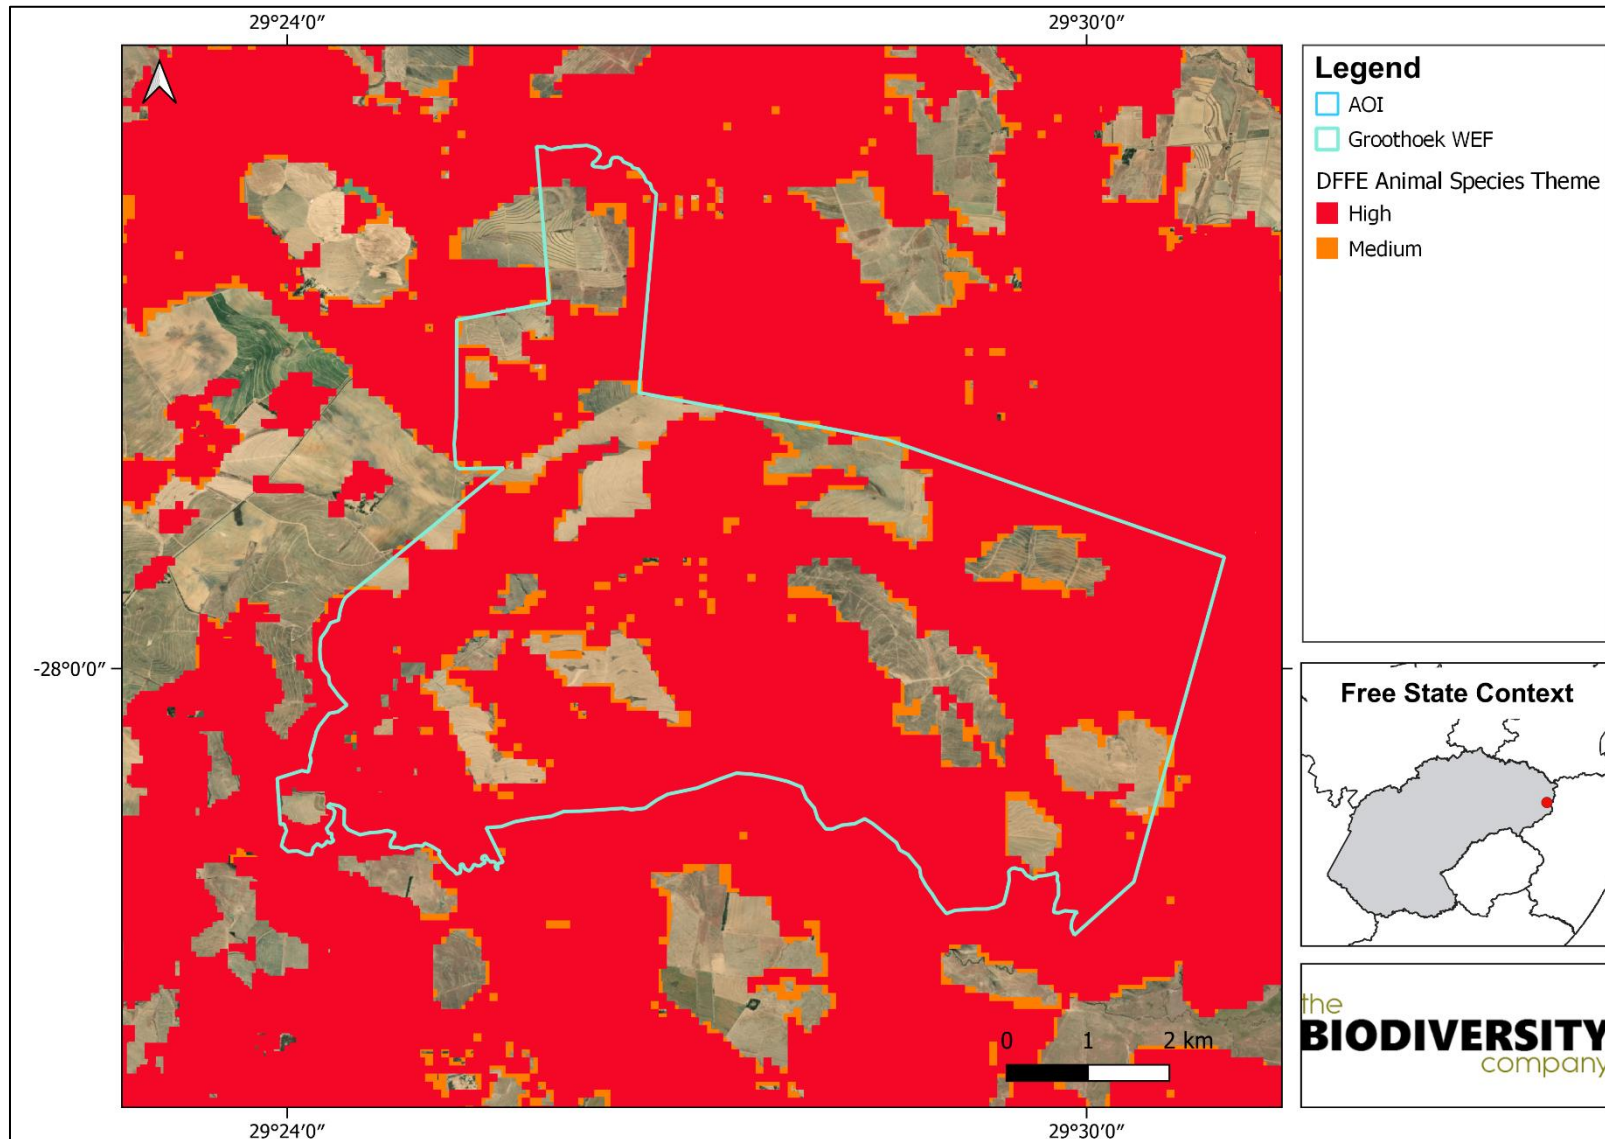 29°24′0″
29°30′0″
Legend
AOI
Groothoek WEF
DFFE Animal Species Theme
High
Medium
-28°0′0″
Free State Context
0 1 2 km
the
BIODIVERSITY
company
29°24′0″
29°30′0″